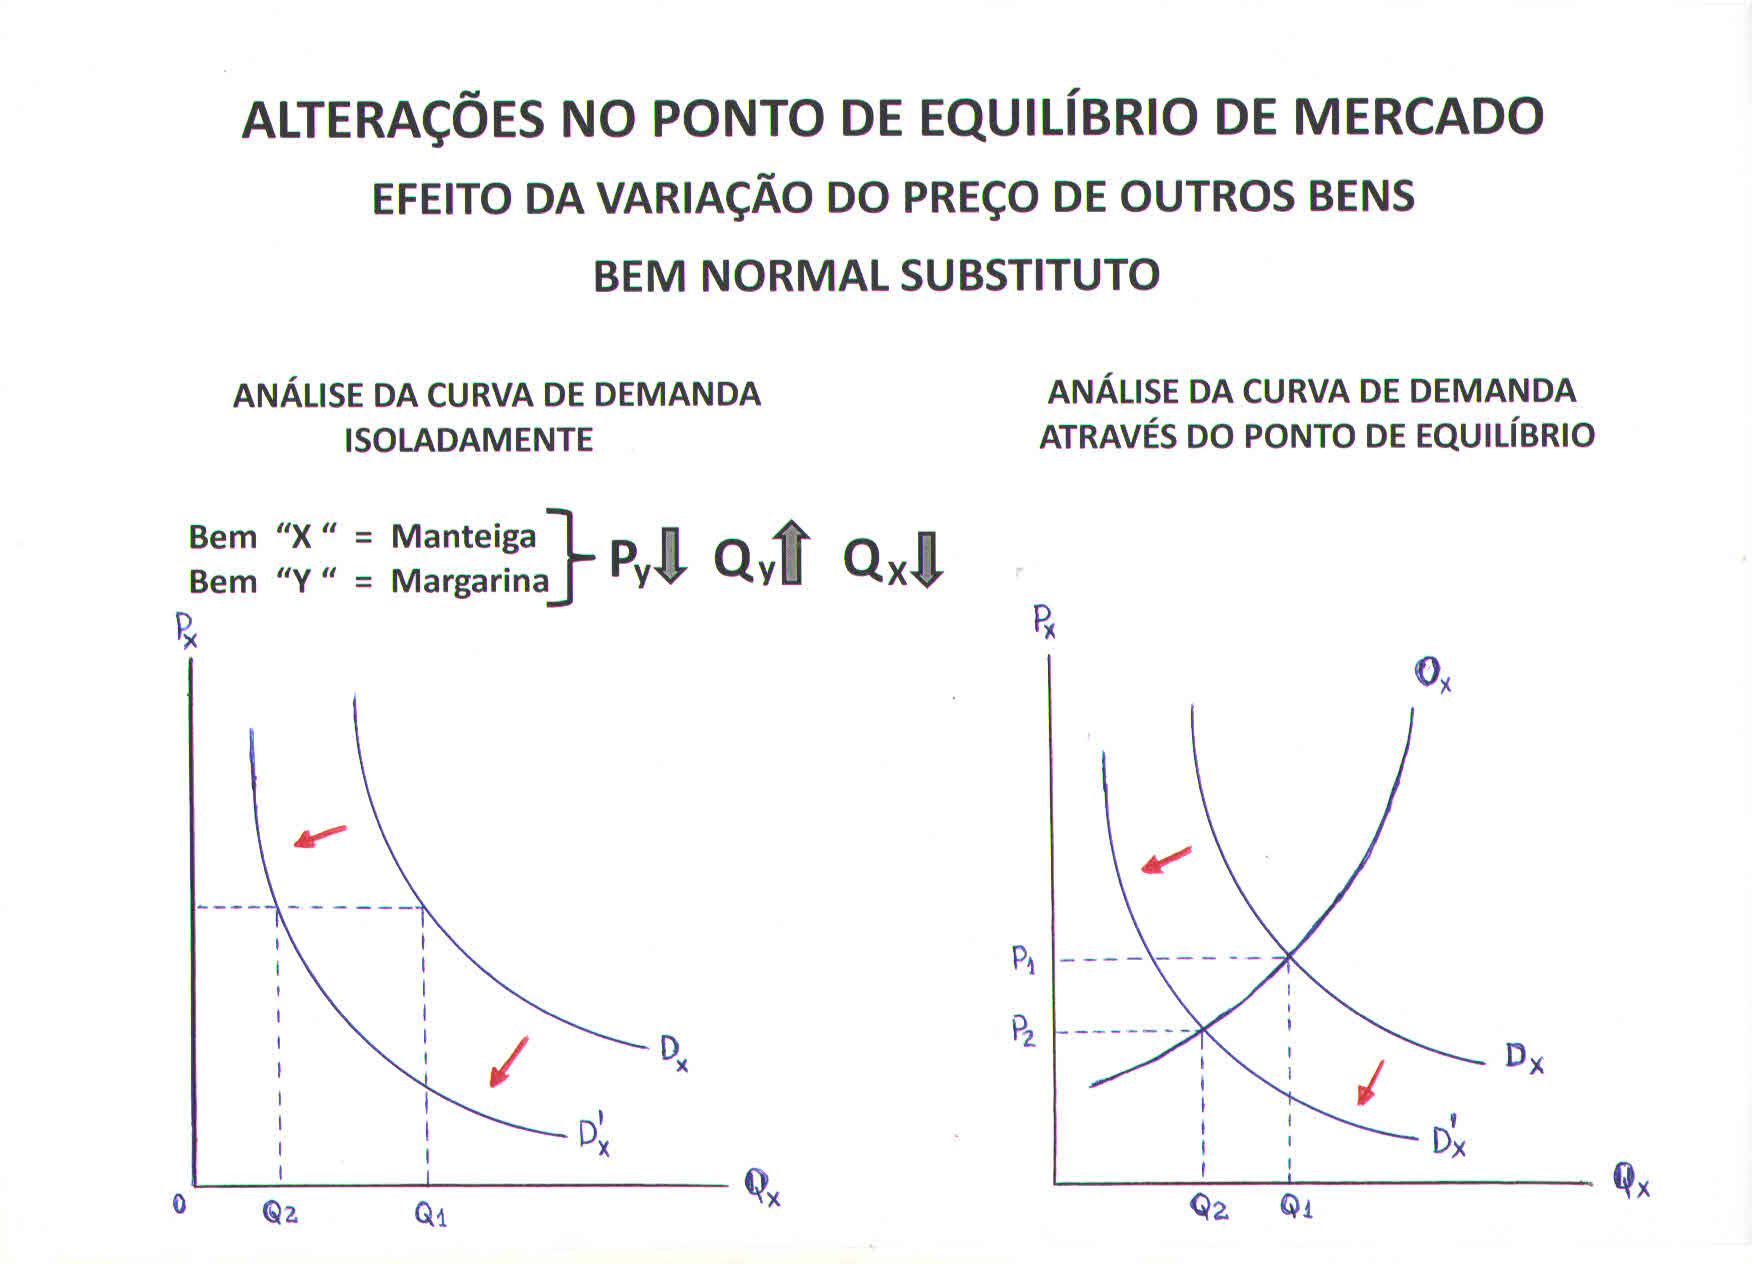 ALTERAÇÕES NO PONTO DE EQUILÍBRIO DE MERCADO
EFEITO DA VARIAÇÃO DO PREÇO DE OUTROS BENS
BEM NORMAL SUBSTITUTO
ANÁLISE DA CURVA DE DEMANDA
ISOLADAMENTE
Bem “X “ = Manteiga
Bem “Y “ = Margarina
Py Qy Qx
Px
Dx
D'x
0
Q2
Q1
Qx
ANÁLISE DA CURVA DE DEMANDA
ATRAVÉS DO PONTO DE EQUILÍBRIO
Px
Ox
P1
P2
Dx
D'x
Q2
Q1
Qx